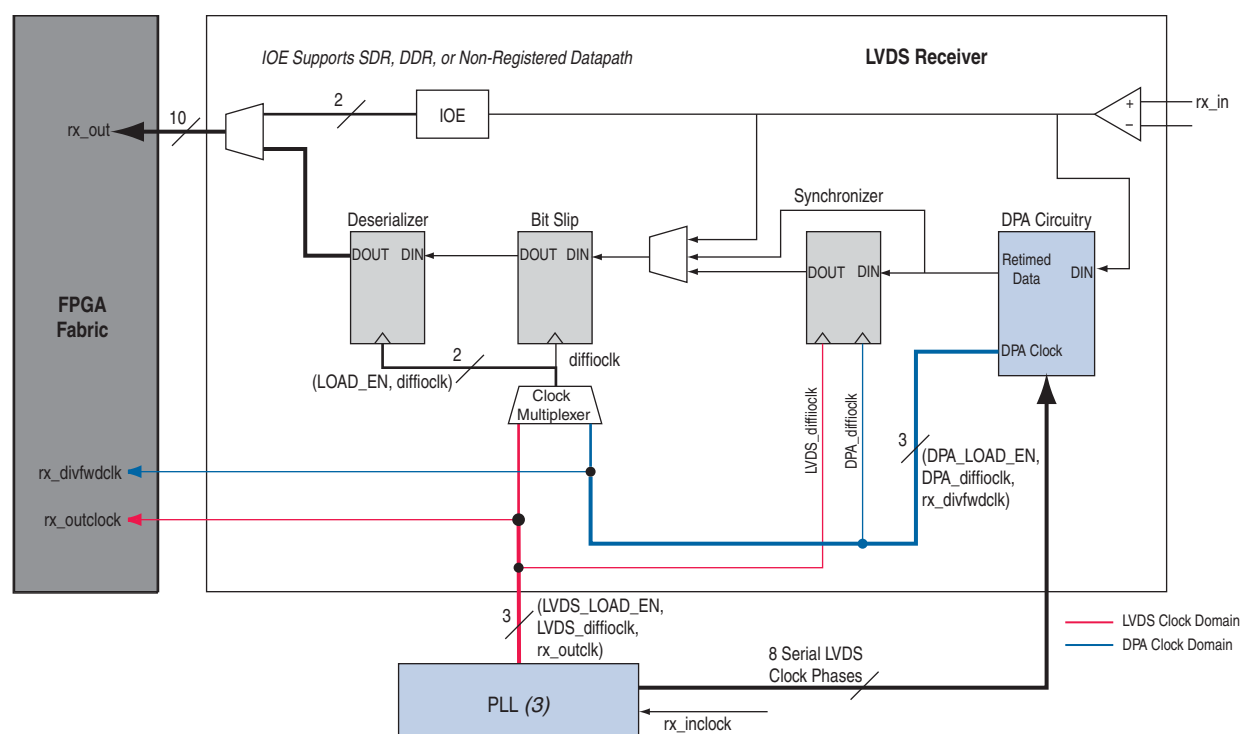 IOE Supports SDR, DDR, or Non-Registered Datapath
LVDS Receiver
rx_out
10
2
IOE
+
–
rx_in
Deserializer
DOUT DIN
Bit Slip
DOUT DIN
Synchronizer
DOUT DIN
DPA Circuitry
Retimed
Data
DIN
DPA Clock
FPGA
Fabric
2
(LOAD_EN, diffioclk)
diffioclk
Clock
Multiplexer
LVDS_diffiioclk
DPA_diffioclk
3
(DPA_LOAD_EN,
DPA_diffioclk,
rx_divfwdclk)
rx_divfwdclk
rx_outclock
3
(LVDS_LOAD_EN,
LVDS_diffioclk,
rx_outclk)
LVDS Clock Domain
DPA Clock Domain
8 Serial LVDS
Clock Phases
PLL (3)
rx_inclock